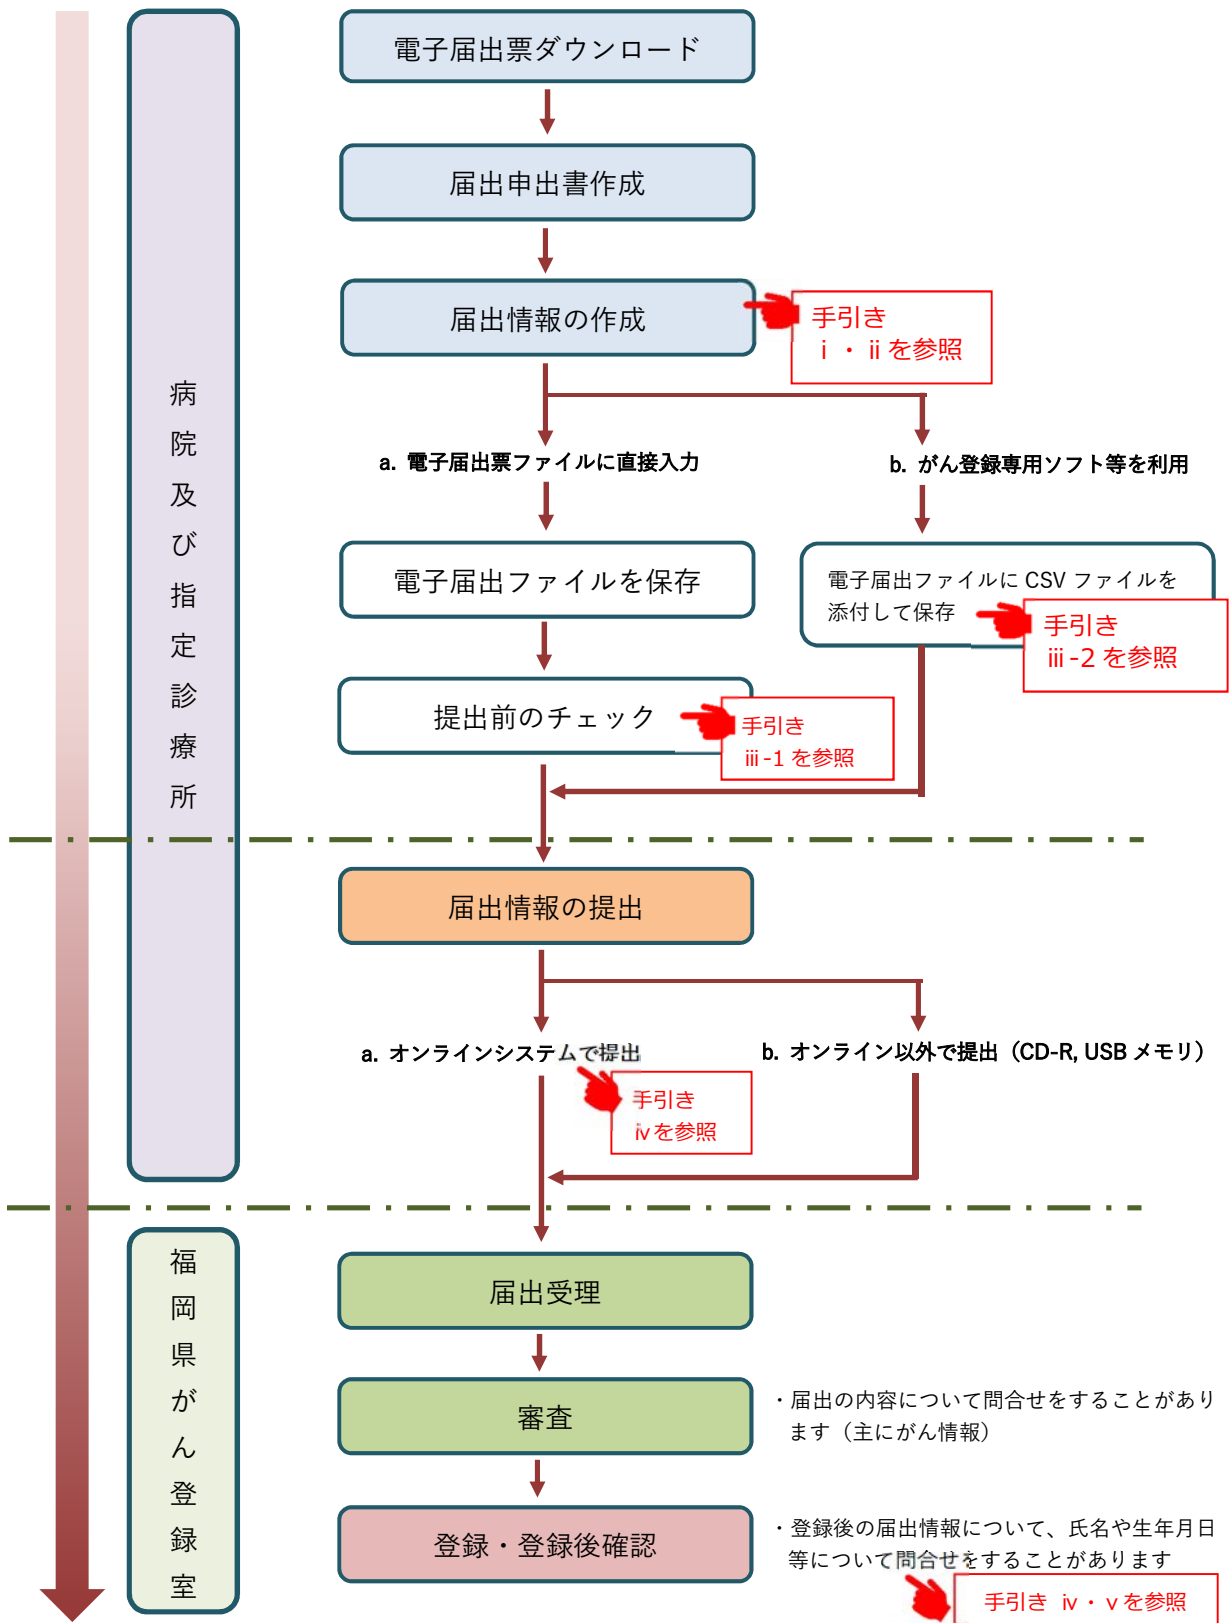 病院及び指定診療所
電子届出票ダウンロード
届出申出書作成
届出情報の作成
手引き
ⅰ ・ ⅱ を参照
a. 電子届出票ファイルに直接入力
b. がん登録専用ソフト等を利用
電子届出ファイルを保存
電子届出ファイルに CSV ファイルを
添付して保存
手引き
ⅲ-2 を参照
提出前のチェック
手引き
ⅲ-1 を参照
届出情報の提出
a. オンラインシステムで提出
b. オンライン以外で提出（CD-R, USB メモリ）
手引き
ⅳを参照
福岡県がん登録室
届出受理
審査
・届出の内容について問合せをすることがあり
ます（主にがん情報）
登録・登録後確認
・登録後の届出情報について、氏名や生年月日
等について問合せをすることがあります
手引き ⅳ・ⅴを参照